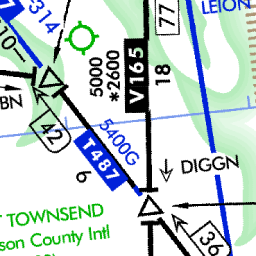 77
LEION
314
10
5000
*2600
V165
18
BN
42
5400G
T487
6
DIGGN
TOWNSEND
son County Intl
36